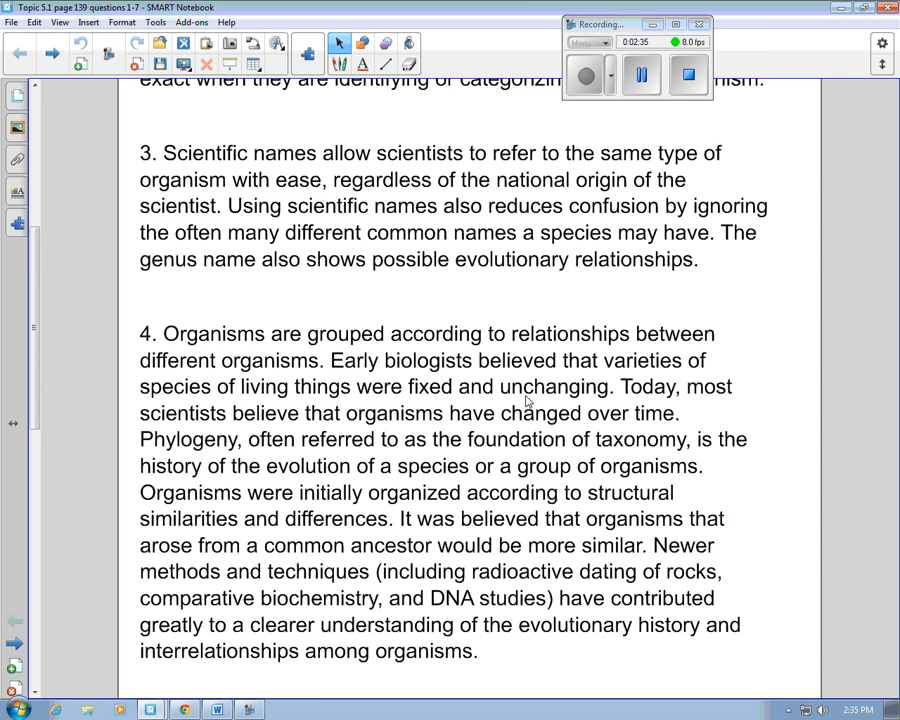 Topic 5.1 page 139 questions 1-7 - SMART Notebook
File Edit View Insert Format Tools Add-ons Help
Recording...
Menu 0:02:35 8.0 fps
exact when they are identifying or categorizin nism.
3. Scientific names allow scientists to refer to the same type of
organism with ease, regardless of the national origin of the
scientist. Using scientific names also reduces confusion by ignoring
the often many different common names a species may have. The
genus name also shows possible evolutionary relationships.
4. Organisms are grouped according to relationships between
different organisms. Early biologists believed that varieties of
species of living things were fixed and unchanging. Today, most
scientists believe that organisms have changed over time.
Phylogeny, often referred to as the foundation of taxonomy, is the
history of the evolution of a species or a group of organisms.
Organisms were initially organized according to structural
similarities and differences. It was believed that organisms that
arose from a common ancestor would be more similar. Newer
methods and techniques (including radioactive dating of rocks,
comparative biochemistry, and DNA studies) have contributed
greatly to a clearer understanding of the evolutionary history and
interrelationships among organisms.
2:35 PM